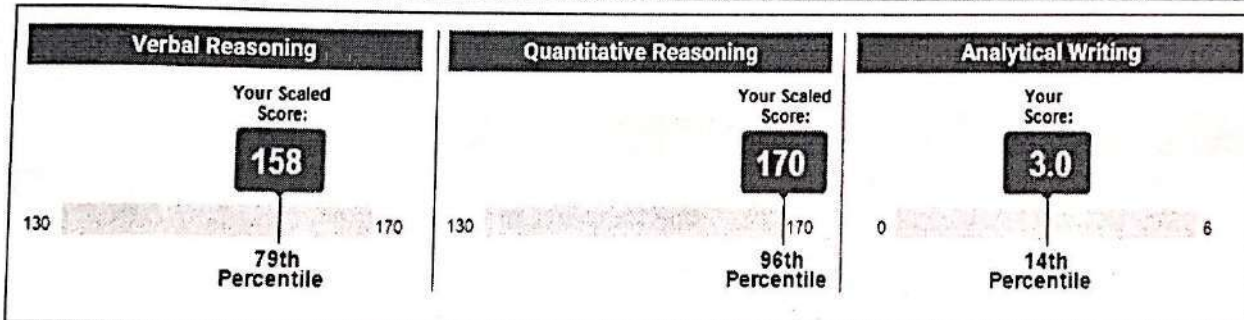 Verbal Reasoning
Your Scaled
Score:
158
130
170
79th
Percentile
Quantitative Reasoning
Your Scaled
Score:
170
130
170
96th
Percentile
Analytical Writing
Your
Score:
3.0
0
6
14th
Percentile